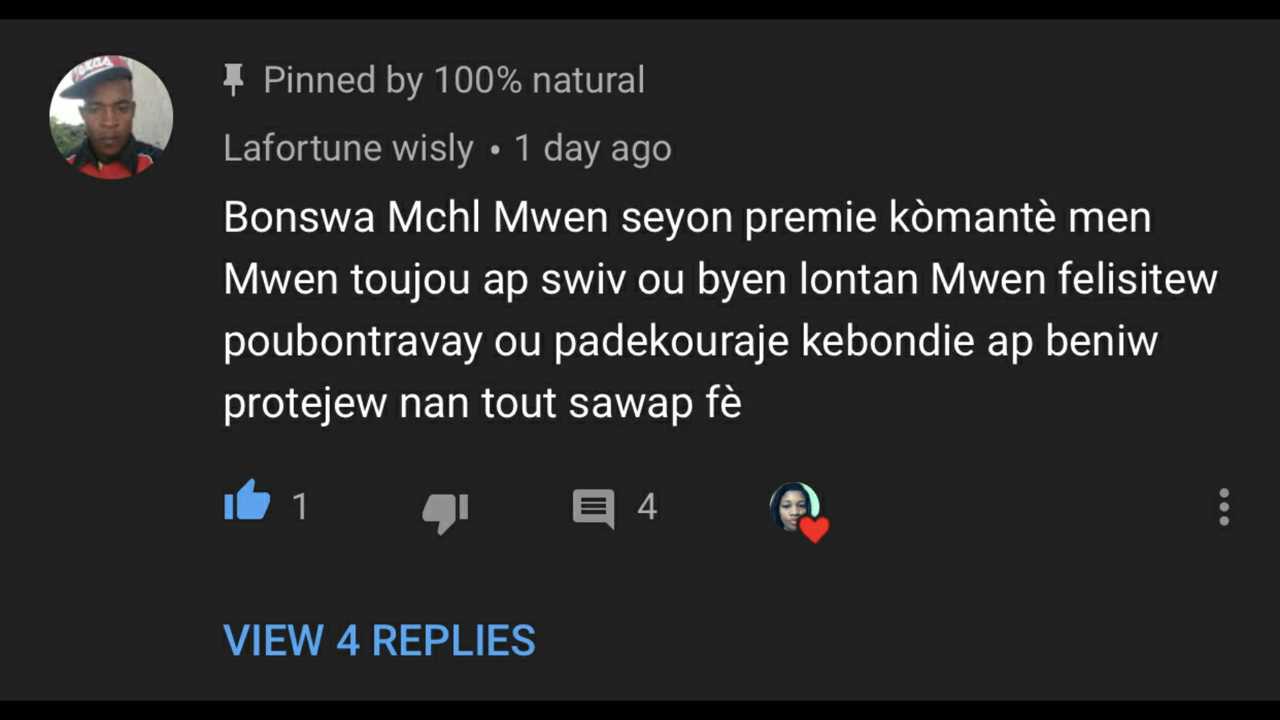 Pinned by 100% natural
Lafortune wisly • 1 day ago
Bonswa Mchl Mwen seyon premie kòmantè men
Mwen toujou ap swiv ou byen lontan Mwen felisitew
poubontravay ou padekouraje kebondie ap beniw
protejew nan tout sawap fè
1
4
VIEW 4 REPLIES